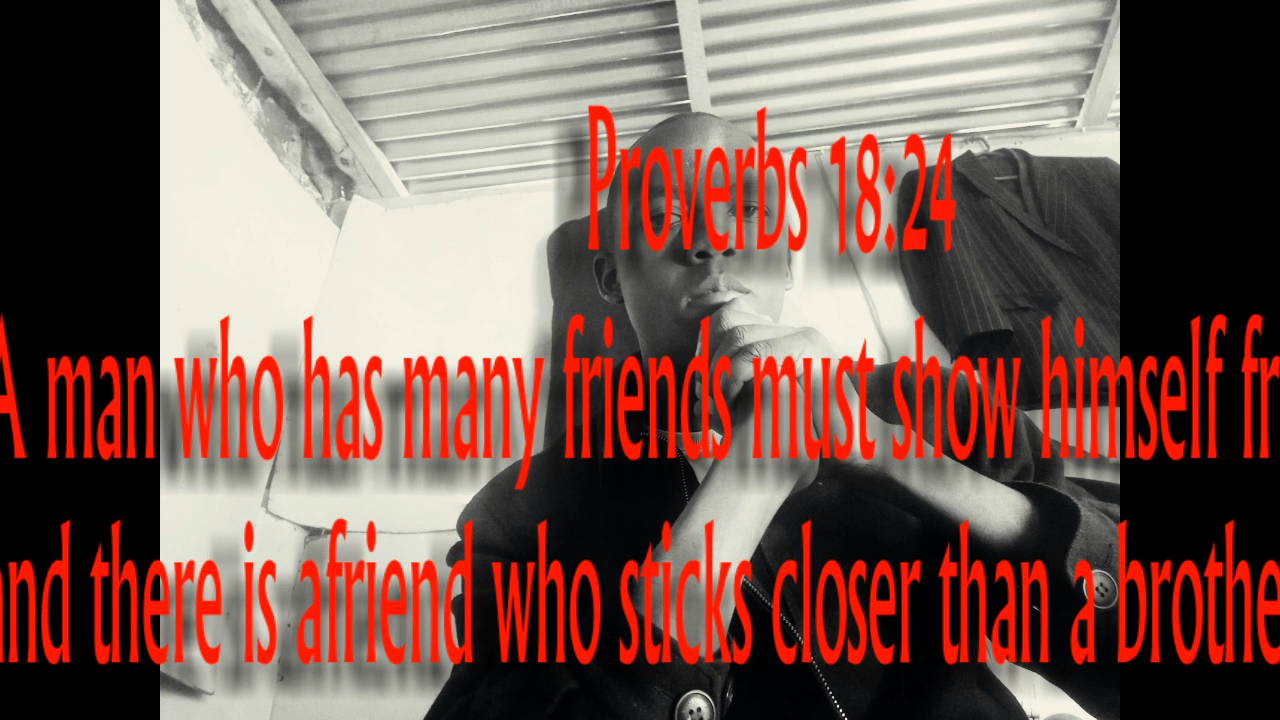 Proverbs 18:24
A man who has many friends must show himself fr
and there is afriend who sticks closer than a brothe